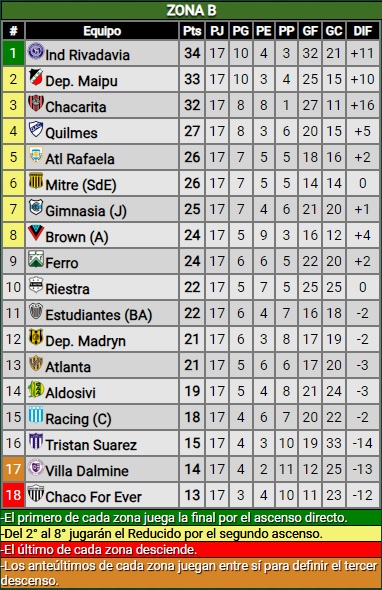 ZONA B
# Equipo Pts PJ PG PE PP GF GC DIF
1 Ind Rivadavia 34 17 10 4 3 32 21 +11
2 Dep. Maipu 33 17 10 3 4 25 15 +10
3 Chacarita 32 17 8 8 1 27 11 +16
4 Quilmes 27 17 8 3 6 20 15 +5
5 Atl Rafaela 26 17 7 5 5 18 16 +2
6 Mitre (SdE) 26 17 7 5 5 14 14 0
7 Gimnasia (J) 25 17 7 4 6 21 20 +1
8 Brown (A) 24 17 5 9 3 16 12 +4
9 Ferro 24 17 6 6 5 22 20 +2
10 Riestra 22 17 5 7 5 25 25 0
11 Estudiantes (BA) 22 17 6 4 7 16 18 -2
12 Dep. Madryn 21 17 6 3 8 17 19 -2
13 Atlanta 21 17 5 6 6 17 20 -3
14 Aldosivi 19 17 5 4 8 21 24 -3
15 Racing (C) 18 17 4 6 7 20 22 -2
16 Tristan Suarez 15 17 4 3 10 19 33 -14
17 Villa Dalmine 14 17 4 2 11 12 25 -13
18 Chaco For Ever 13 17 3 4 10 11 23 -12
-El primero de cada zona juega la final por el ascenso directo.
-Del 2° al 8° jugarán el Reducido por el segundo ascenso.
-El último de cada zona desciende.
-Los anteúltimos de cada zona juegan entre sí para definir el tercer
descenso.